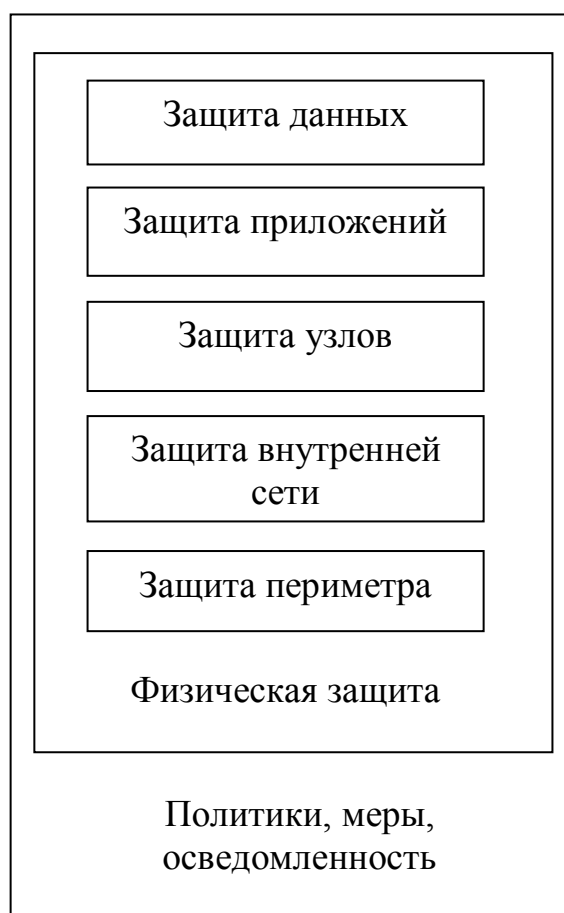 Защита данных
Защита приложений
Защита узлов
Защита внутренней
сети
Защита периметра
Физическая защита
Политики, меры,
осведомленность